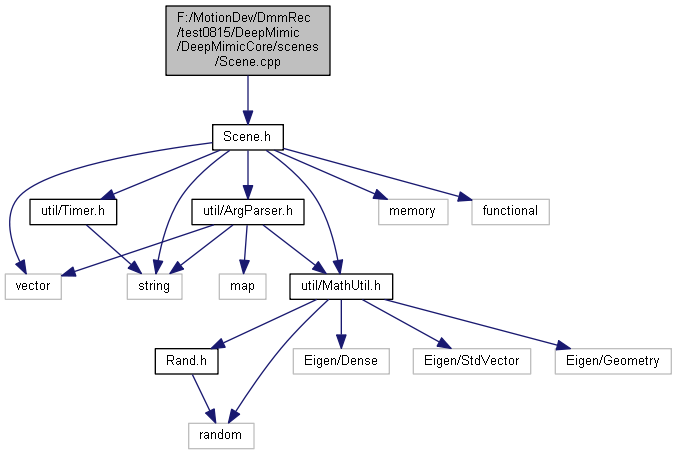 F:/MotionDev/DmmRec
/test0815/DeepMimic
/DeepMimicCore/scenes
/Scene.cpp
Scene.h
util/Timer.h
util/ArgParser.h
memory
functional
vector
string
map
util/MathUtil.h
Rand.h
Eigen/Dense
Eigen/StdVector
Eigen/Geometry
random